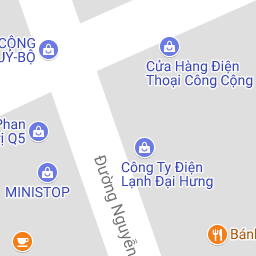 CỘNG
UỶ-BỘ
Cửa Hàng Điện
Thoại Công Cộng
Phan
ị Q5
Công Ty Điện
Lạnh Đại Hưng
MINISTOP
Đường Nguyễn
Bánh